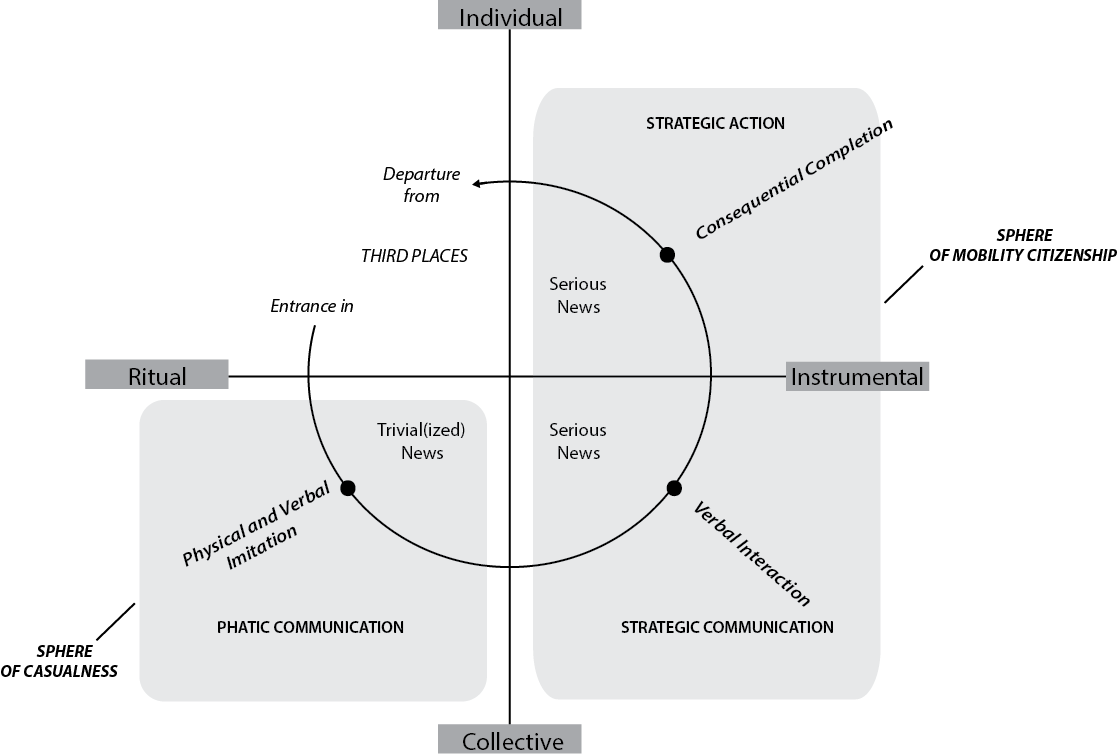 Individual
STRATEGIC ACTION
Consequential Completion
Departure
from
THIRD PLACES
SPHERE
OF MOBILITY CITIZENSHIP
Serious
News
Entrance in
Ritual
Instrumental
Trivial(ized)
News
Serious
News
Physical and Verbal
Imitation
Verbal Interaction
PHATIC COMMUNICATION
STRATEGIC COMMUNICATION
SPHERE
OF CASUALNESS
Collective